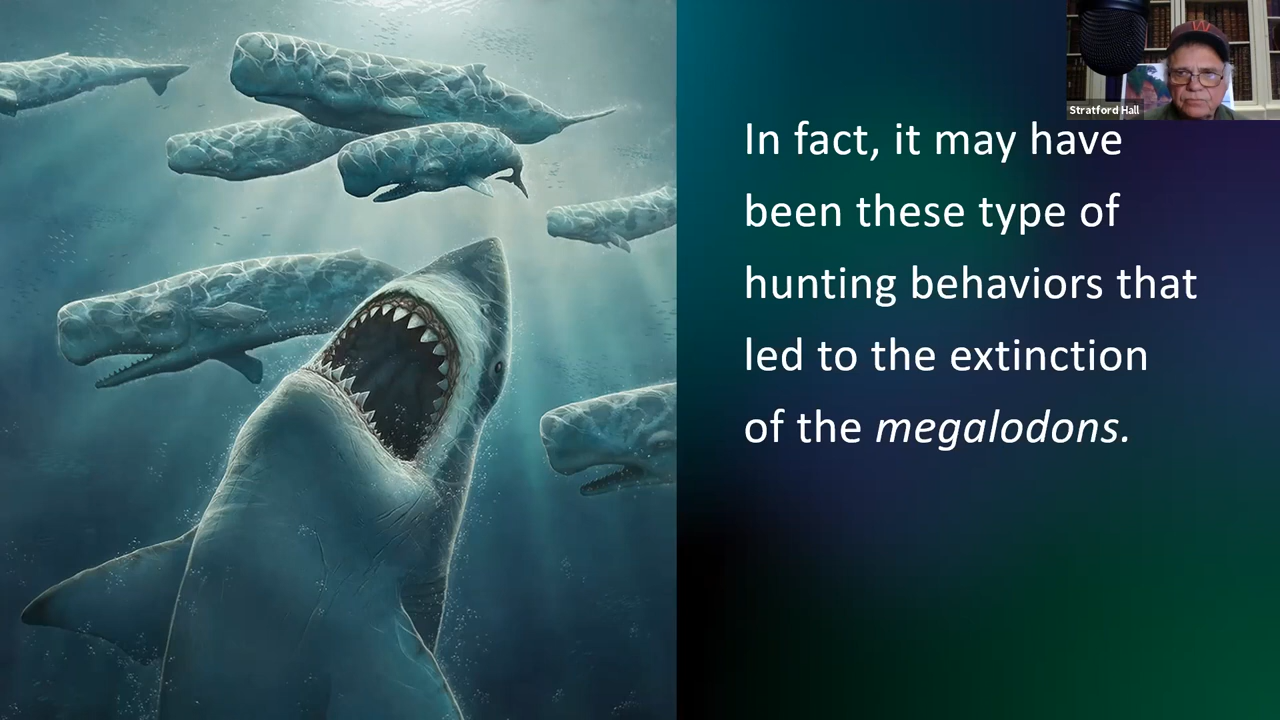 Stratford Hall
In fact, it may have
been these type of
hunting behaviors that
led to the extinction
of the megalodons.